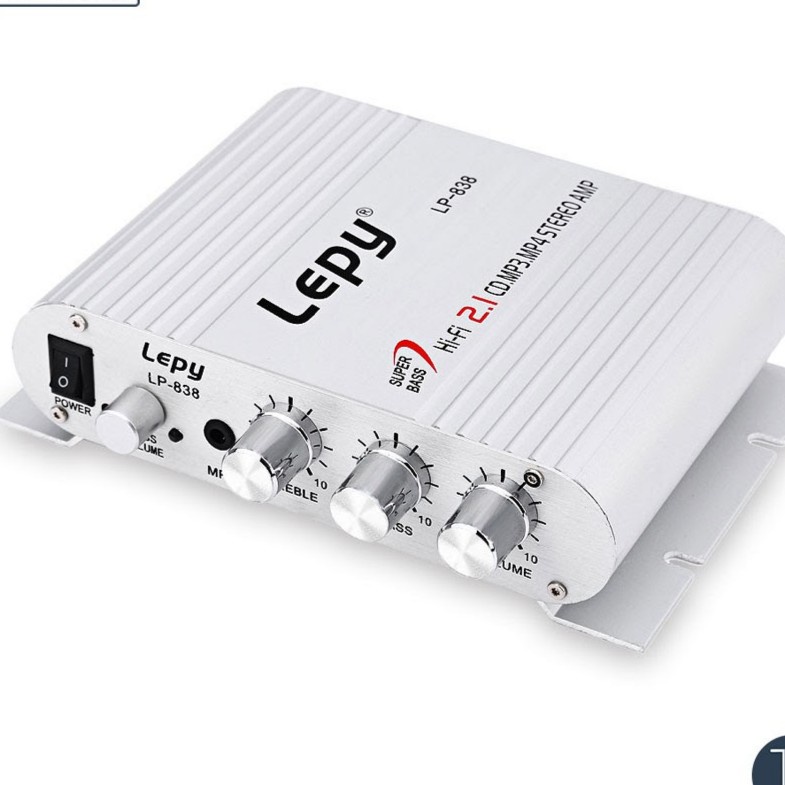 Lepy®
LP-838
SUPER
BASS
Hi-Fi 2.1 CD.MP3.MP4 STEREO AMP
Lepy
LP-838
POWER
10
10
10